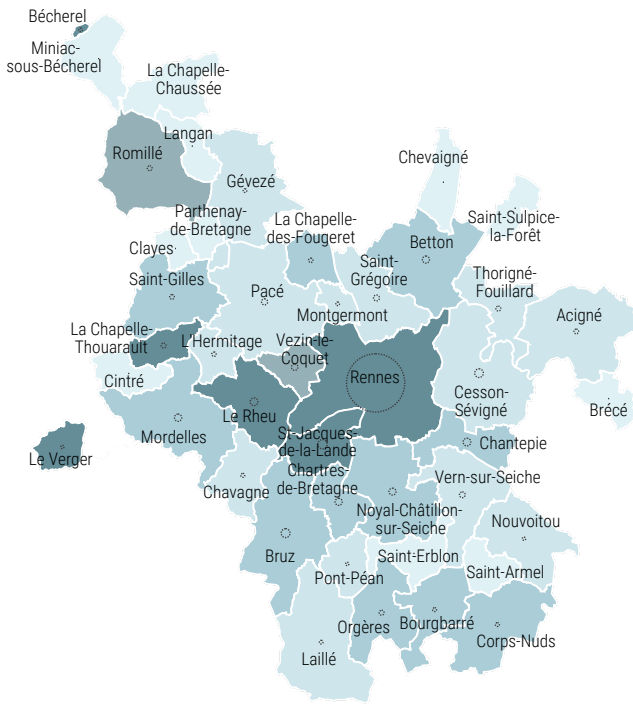 Bécherel
Miniac-
sous-Bécherel
La Chapelle-
Chaussée
Langan
Romillé
Gévezé
Chevaigné
Parthenay-
de-Bretagne
La Chapelle-
des-Fougeret
Saint-Sulpice-
la-Forêt
Clayes
Betton
Saint-Gilles
Saint-
Grégoire
Thorigné-
Fouillard
Pacé
Acigné
Montgermont
La Chapelle-
Thouarault
L'Hermitage
Vezin-le-
Coquet
Rennes
Cintré
Cesson-
Sévigné
Brécé
Le Rheu
Mordelles
St-Jacques-
de-la-Lande
Chantepie
Le Verger
Chartres-
de-Bretagne
Vern-sur-Seiche
Chavagne
Noyal-Châtillon-
sur-Seiche
Nouvoitou
Bruz
Saint-Erblon
Pont-Péan
Saint-Armel
Orgères
Bourgbarré
Corps-Nuds
Laillé